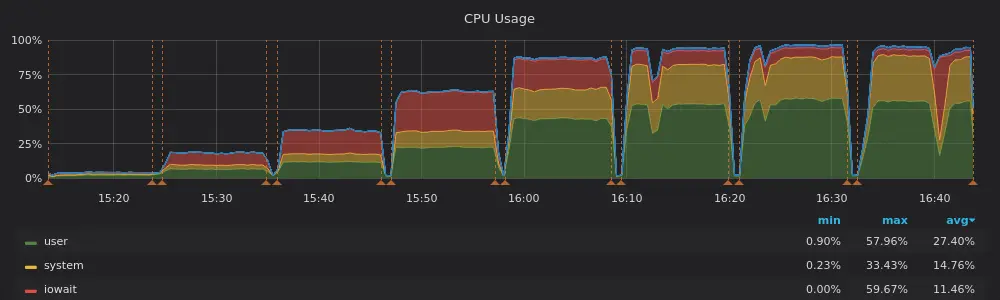 CPU Usage
100%
75%
50%
25%
0%
15:20 15:30 15:40 15:50 16:00 16:10 16:20 16:30 16:40
min max avg
user 0.90% 57.96% 27.40%
system 0.23% 33.43% 14.76%
iowait 0.00% 59.67% 11.46%